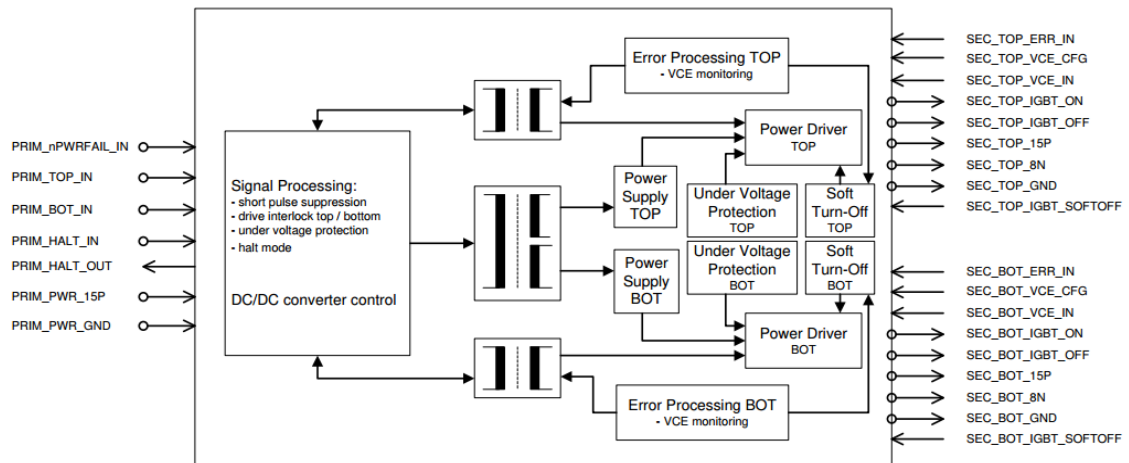 PRIM_nPWRFAIL_IN
PRIM_TOP_IN
PRIM_BOT_IN
PRIM_HALT_IN
PRIM_HALT_OUT
PRIM_PWR_15P
PRIM_PWR_GND
Signal Processing:
- short pulse suppression
- drive interlock top / bottom
- under voltage protection
- halt mode
DC/DC converter control
Error Processing TOP
- VCE monitoring
Power Driver
TOP
Power
Supply
TOP
Under Voltage
Protection
TOP
Soft
Turn-Off
TOP
Power
Supply
BOT
Under Voltage
Protection
BOT
Soft
Turn-Off
BOT
Power Driver
BOT
Error Processing BOT
- VCE monitoring
SEC_TOP_ERR_IN
SEC_TOP_VCE_CFG
SEC_TOP_VCE_IN
SEC_TOP_IGBT_ON
SEC_TOP_IGBT_OFF
SEC_TOP_15P
SEC_TOP_8N
SEC_TOP_GND
SEC_TOP_IGBT_SOFTOFF
SEC_BOT_ERR_IN
SEC_BOT_VCE_CFG
SEC_BOT_VCE_IN
SEC_BOT_IGBT_ON
SEC_BOT_IGBT_OFF
SEC_BOT_15P
SEC_BOT_8N
SEC_BOT_GND
SEC_BOT_IGBT_SOFTOFF